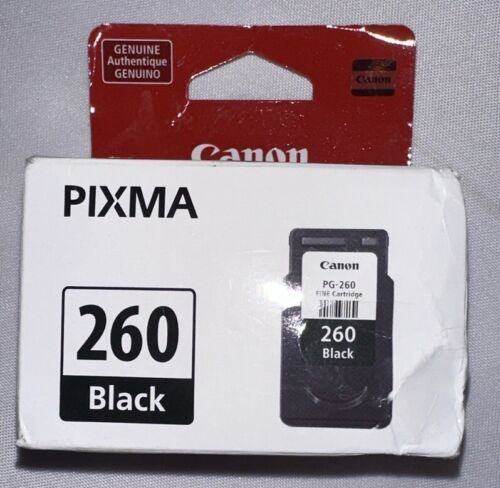 GENUINE
Authentique
GENUINO
Canon
Canon
PIXMA
260
Black
Canon
PG-260
FINE Cartridge
260
Black